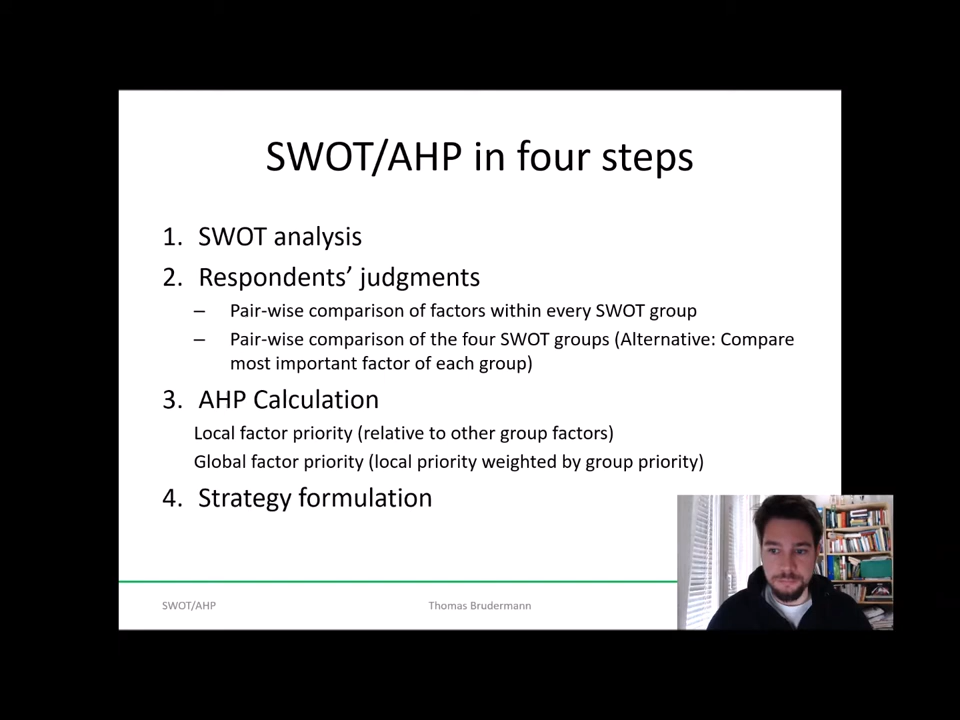 SWOT/AHP in four steps
1. SWOT analysis
2. Respondents’ judgments
– Pair-wise comparison of factors within every SWOT group
– Pair-wise comparison of the four SWOT groups (Alternative: Compare
most important factor of each group)
3. AHP Calculation
Local factor priority (relative to other group factors)
Global factor priority (local priority weighted by group priority)
4. Strategy formulation
SWOT/AHP
Thomas Brudermann